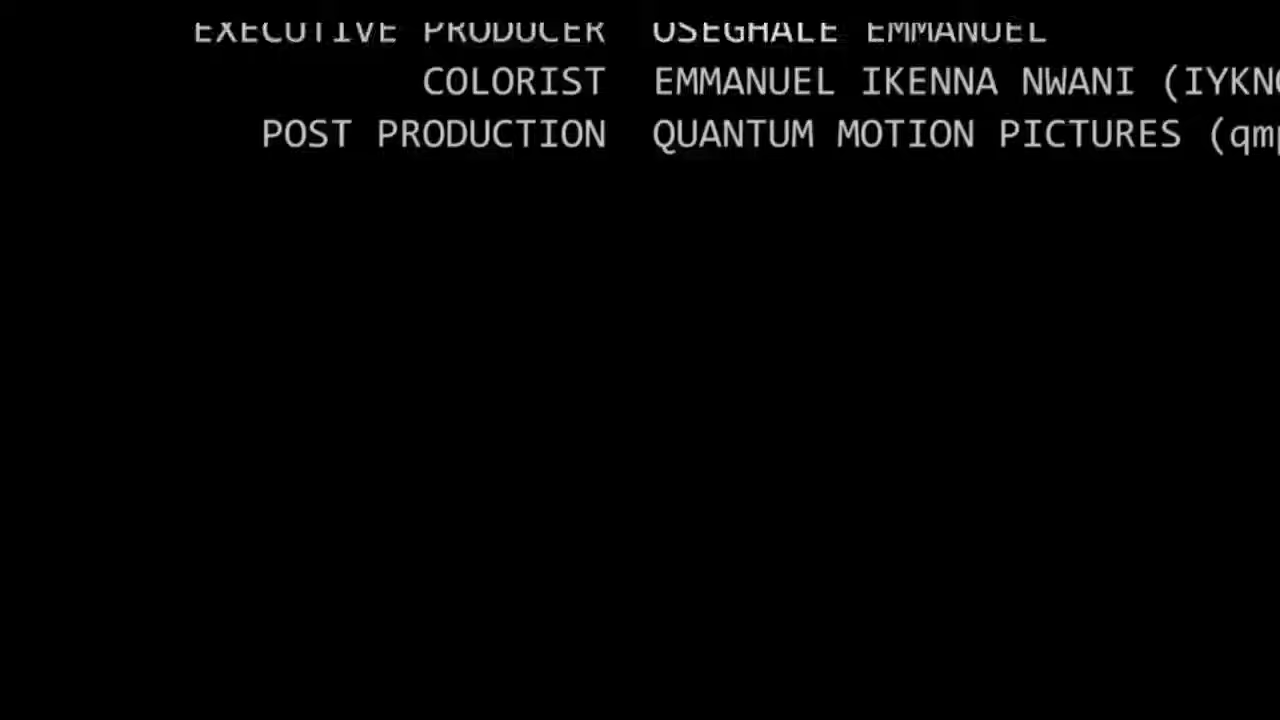 EXECUTIVE PRODUCER OSEGHALE EMMANUEL
COLORIST EMMANUEL IKENNA NWANI
POST PRODUCTION QUANTUM MOTION PICTURES